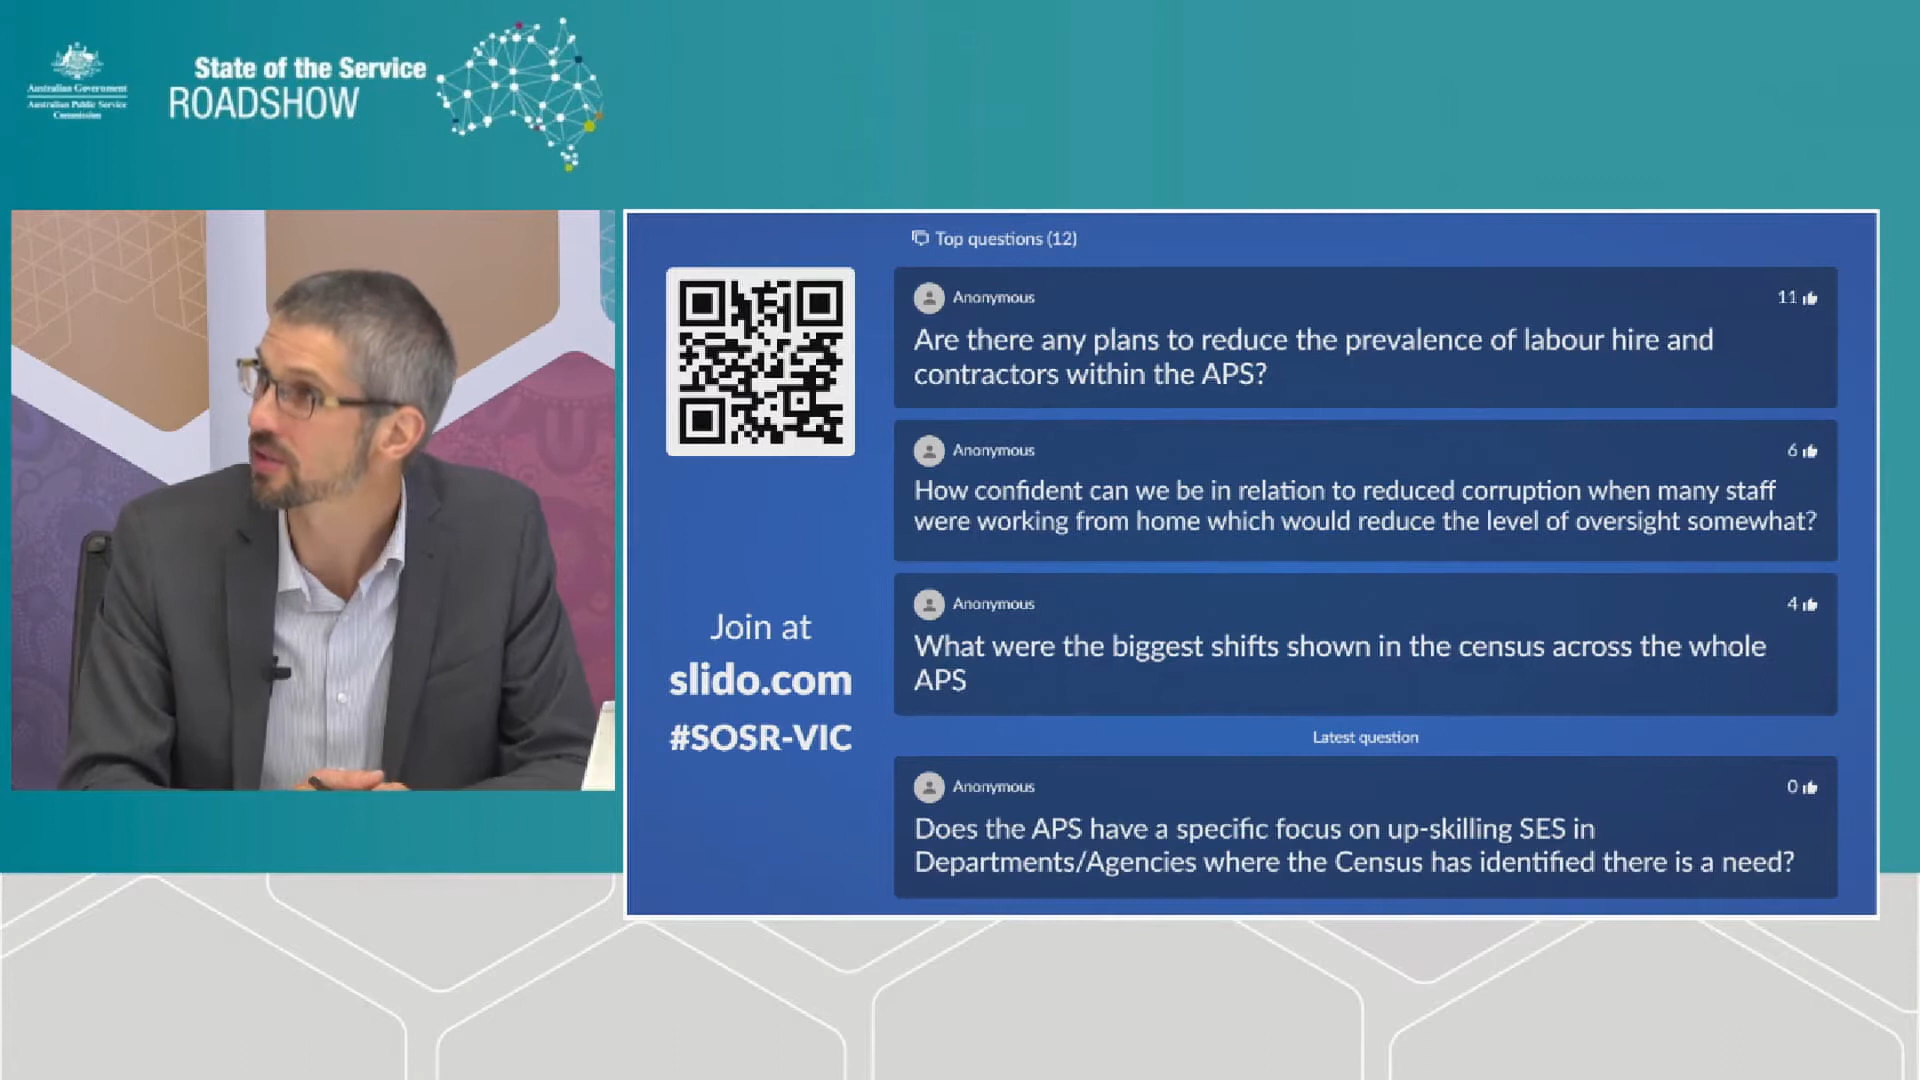 Australian Government
Australian Public Service
Commission
State of the Service
ROADSHOW
Top questions (12)
Anonymous
11
Are there any plans to reduce the prevalence of labour hire and
contractors within the APS?
Anonymous
6
How confident can we be in relation to reduced corruption when many staff
were working from home which would reduce the level of oversight somewhat?
Anonymous
4
What were the biggest shifts shown in the census across the whole
APS
Latest question
Anonymous
0
Does the APS have a specific focus on up-skilling SES in
Departments/Agencies where the Census has identified there is a need?
Join at
slido.com
#SOSR-VIC